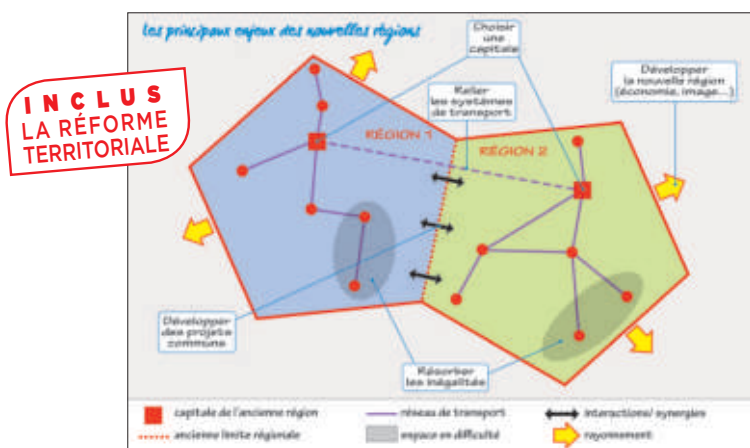 Les principaux enjeux des nouvelles régions
INCLUS
LA RÉFORME
TERRITORIALE
Choisir
une
capitale
Relier
les systèmes
de transport
Développer
la nouvelle région
(économie, image...)
RÉGION 1
RÉGION 2
Développer
des projets
communs
Résorber
les inégalités
capitale de l'ancienne région
réseau de transport
interactions/ synergies
ancienne limite régionale
espace en difficulté
rayonnement